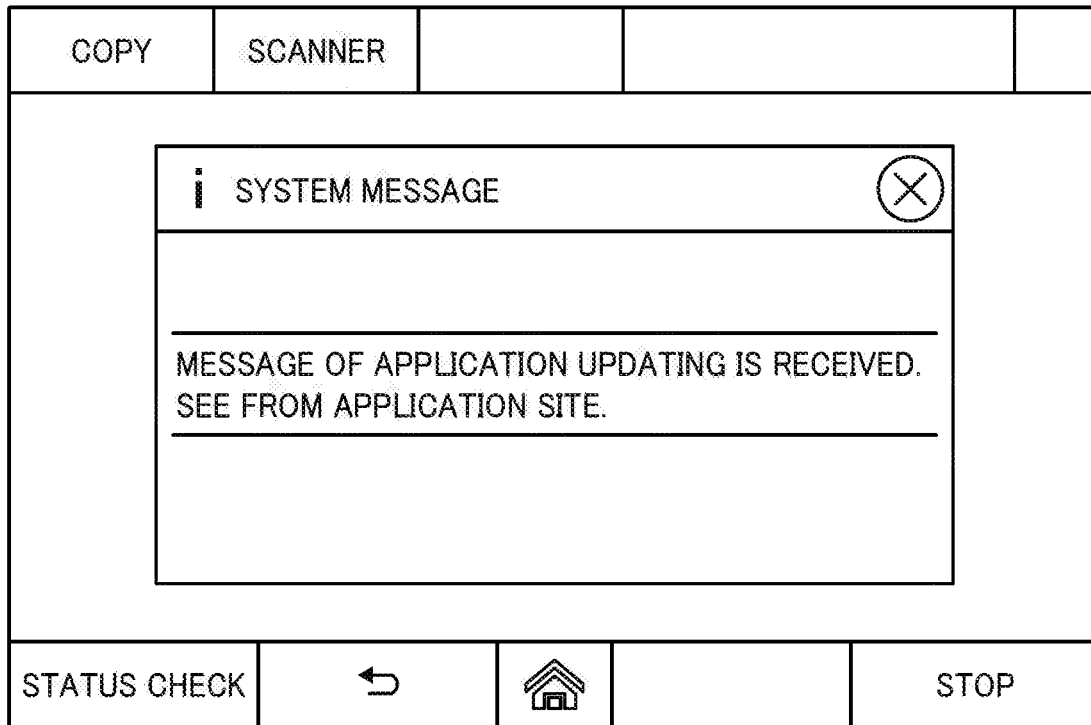 COPY
SCANNER
i SYSTEM MESSAGE
MESSAGE OF APPLICATION UPDATING IS RECEIVED.
SEE FROM APPLICATION SITE.
STATUS CHECK
STOP